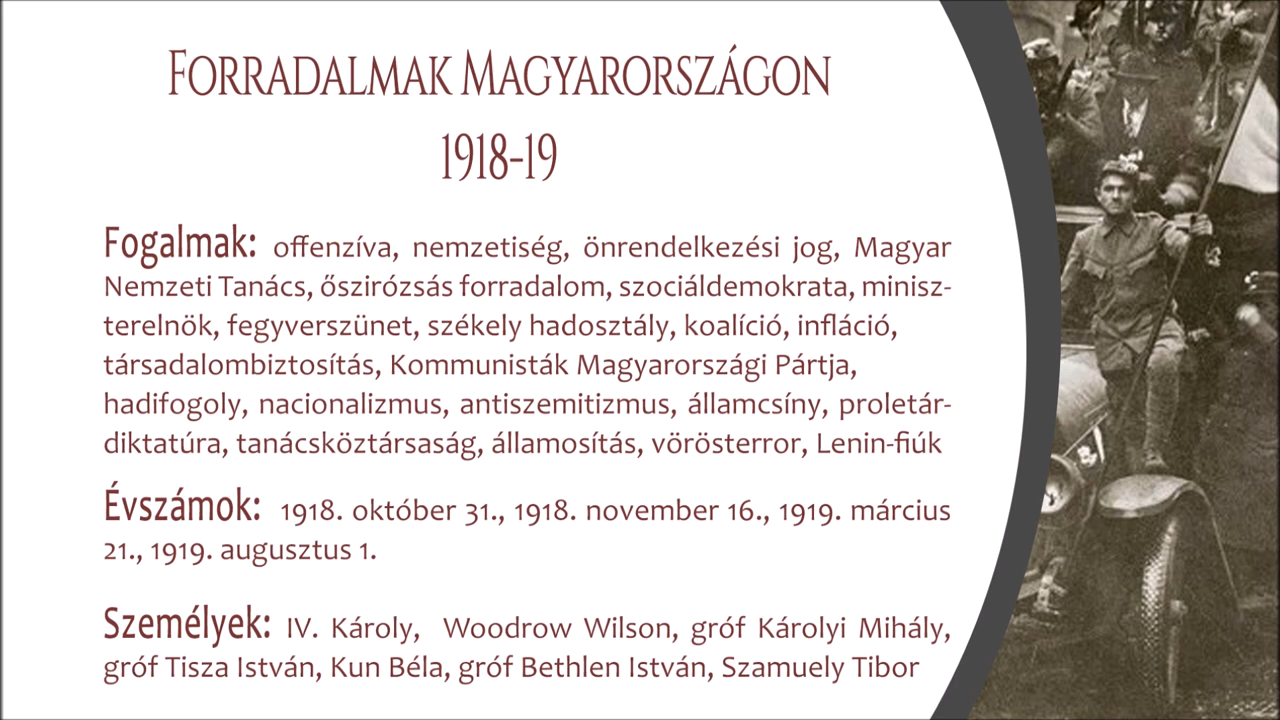 Forradalmak Magyarországon
1918-19
Fogalmak: offenzíva, nemzetiség, önrendelkezési jog, Magyar
Nemzeti Tanács, őszirózsás forradalom, szociáldemokrata, minisz-
terelnök, fegyverszünet, székely hadosztály, koalíció, infláció,
társadalombiztosítás, Kommunisták Magyarországi Pártja,
hadifogoly, nacionalizmus, antiszemitizmus, államcsíny, proletár-
diktatúra, tanácsköztársaság, államosítás, vörösterror, Lenin-fiúk
Évszámok: 1918. október 31., 1918. november 16., 1919. március
21., 1919. augusztus 1.
Személyek: IV. Károly, Woodrow Wilson, gróf Károlyi Mihály,
gróf Tisza István, Kun Béla, gróf Bethlen István, Szamuely Tibor